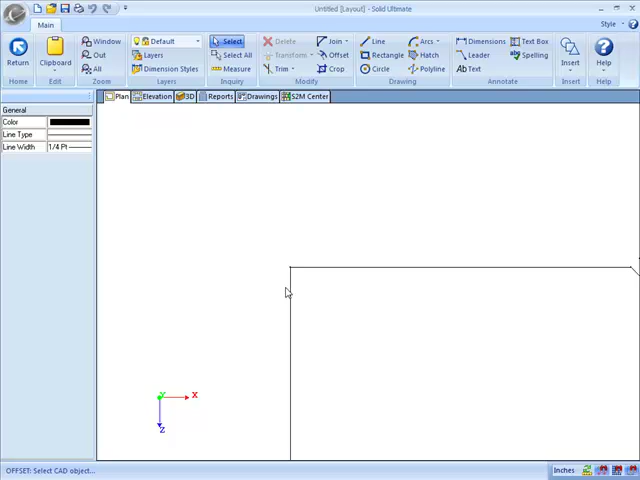 Untitled [Layout] - Solid Ultimate
Main
Style
Return
Clipboard
Window
Out
All
Default
Layers
Dimension Styles
Select
Select All
Measure
Delete
Transform
Trim
Join
Offset
Crop
Line
Rectangle
Circle
Arcs
Hatch
Polyline
Dimensions
Leader
Text
Text Box
Spelling
Insert
Help
Home
Edit
Zoom
Layers
Inquiry
Modify
Drawing
Annotate
Insert
Help
Plan
Elevation
3D
Reports
Drawings
S2M Center
General
Color
Line Type
Line Width
1/4 Pt
Y
X
Z
OFFSET: Select CAD object...
Inches